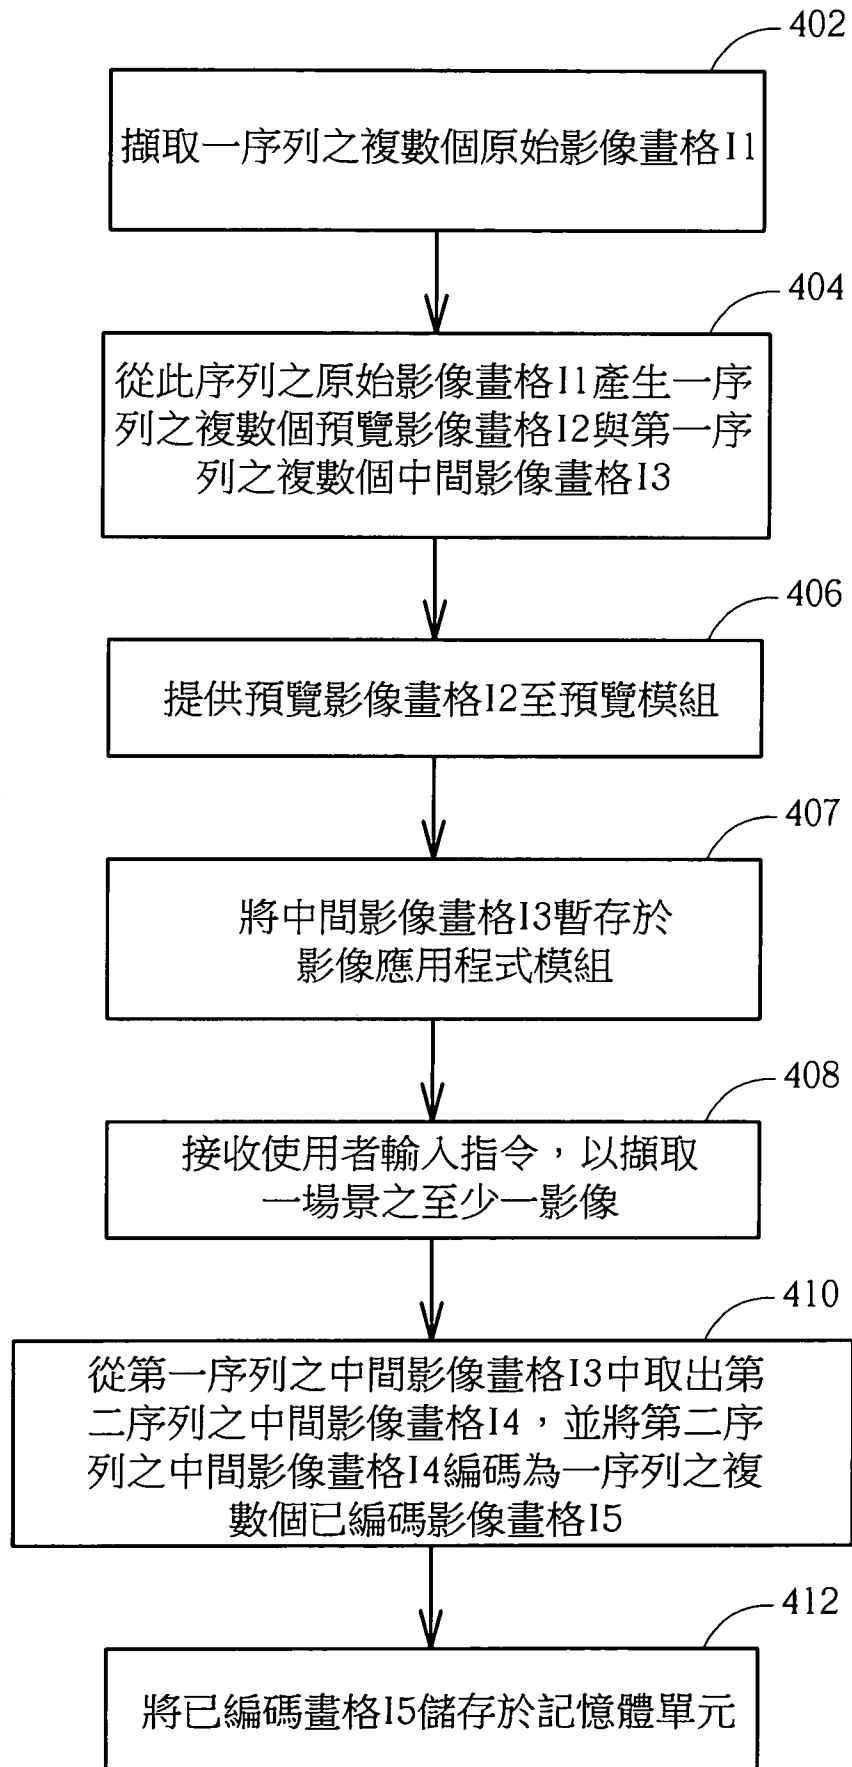 402
擷取一序列之複數個原始影像畫格I1
404
從此序列之原始影像畫格I1產生一序
列之複數個預覽影像畫格I2與第一序
列之複數個中間影像畫格I3
406
提供預覽影像畫格I2至預覽模組
407
將中間影像畫格I3暫存於
影像應用程式模組
408
接收使用者輸入指令，以擷取
一場景之至少一影像
410
從第一序列之中間影像畫格I3中取出第
二序列之中間影像畫格I4，並將第二序
列之中間影像畫格I4編碼為一序列之複
數個已編碼影像畫格I5
412
將已編碼畫格I5儲存於記憶體單元